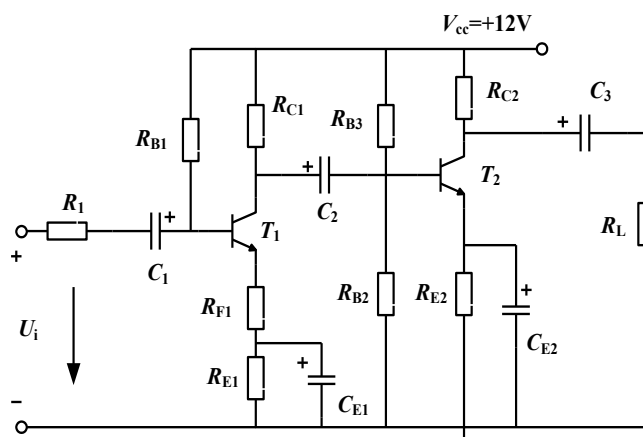 Vcc=+12V
RB1
RC1
RB3
RC2
C3
+
R1
+
C1
T1
+
C2
T2
RL
+
Ui
RF1
RB2
RE2
+
CE2
RE1
+
CE1
−